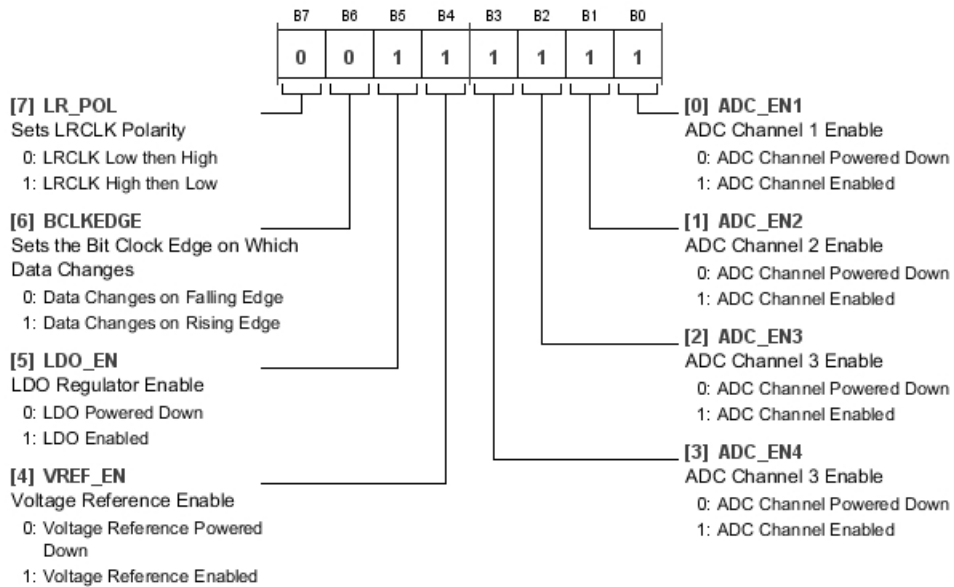 B7 B6 B5 B4 B3 B2 B1 B0
0 0 1 1 1 1 1 1
[7] LR_POL
Sets LRCLK Polarity
0: LRCLK Low then High
1: LRCLK High then Low
[6] BCLKEDGE
Sets the Bit Clock Edge on Which
Data Changes
0: Data Changes on Falling Edge
1: Data Changes on Rising Edge
[5] LDO_EN
LDO Regulator Enable
0: LDO Powered Down
1: LDO Enabled
[4] VREF_EN
Voltage Reference Enable
0: Voltage Reference Powered
Down
1: Voltage Reference Enabled
[0] ADC_EN1
ADC Channel 1 Enable
0: ADC Channel Powered Down
1: ADC Channel Enabled
[1] ADC_EN2
ADC Channel 2 Enable
0: ADC Channel Powered Down
1: ADC Channel Enabled
[2] ADC_EN3
ADC Channel 3 Enable
0: ADC Channel Powered Down
1: ADC Channel Enabled
[3] ADC_EN4
ADC Channel 3 Enable
0: ADC Channel Powered Down
1: ADC Channel Enabled